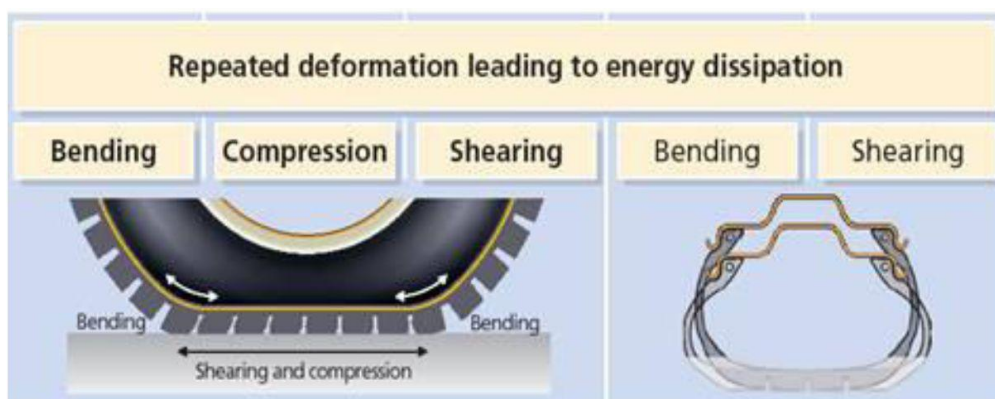 Repeated deformation leading to energy dissipation
Bending Compression Shearing Bending Shearing
Bending Bending
Shearing and compression